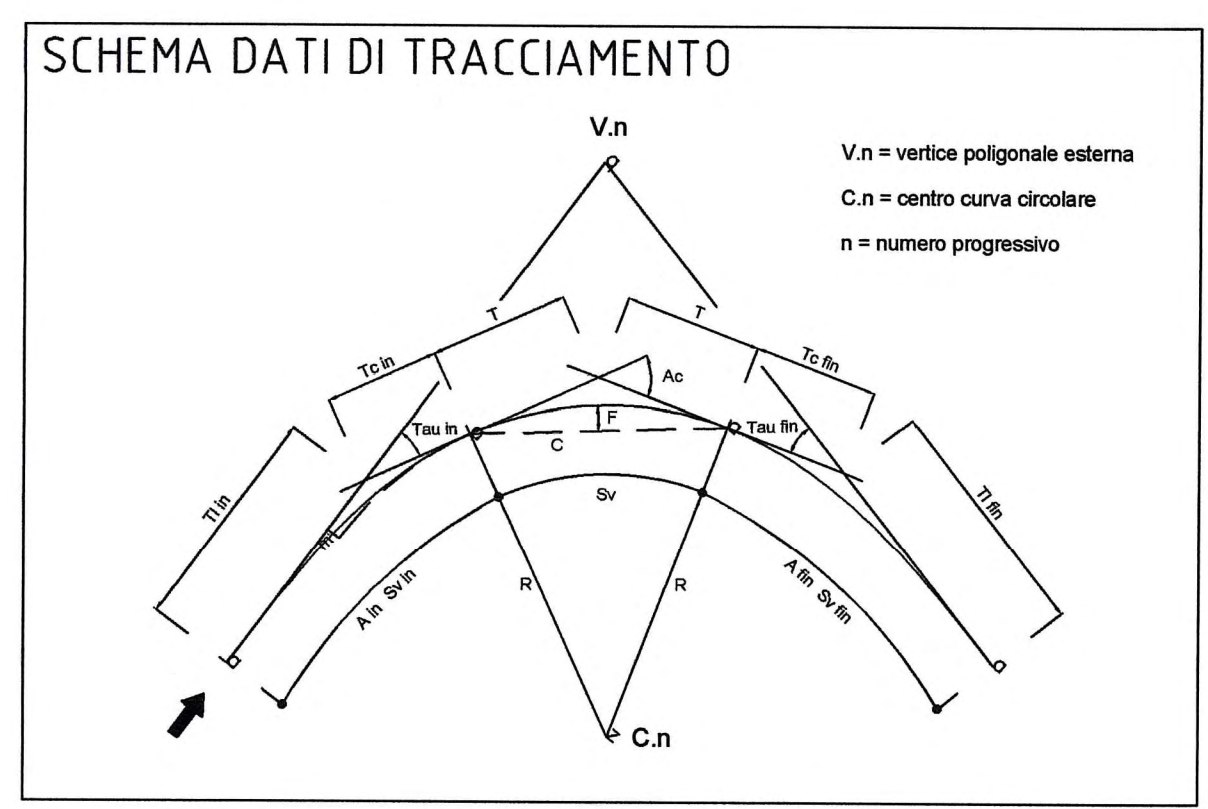 SCHEMA DATI DI TRACCIAMENTO
V.n
V.n = vertice poligonale esterna
C.n = centro curva circolare
n = numero progressivo
T
T
Tc in
Tc fin
Ac
Tau in
F
Tau fin
C
Tl in
Sv
Tl fin
A in Sv in
R
R
A fin Sv fin
C.n